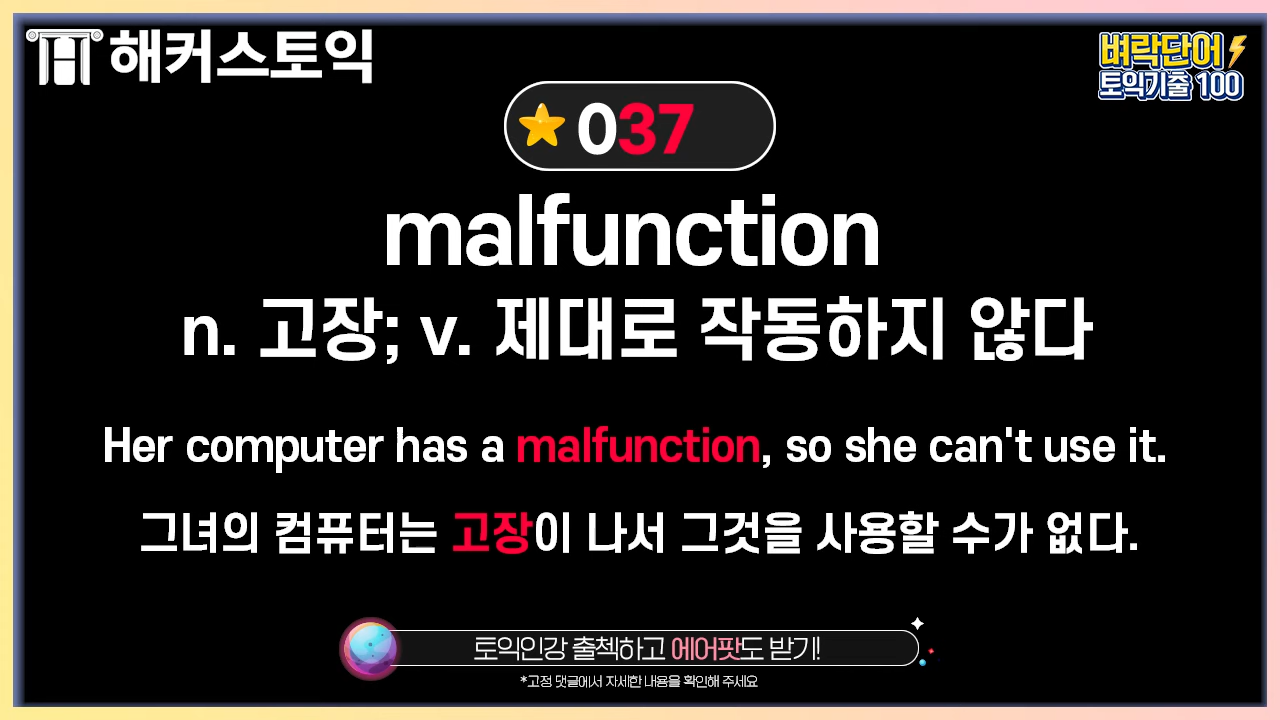 해커스토익
벼락단어
토익기출 100
037
malfunction
n. 고장; v. 제대로 작동하지 않다
Her computer has a malfunction, so she can't use it.
그녀의 컴퓨터는 고장이 나서 그것을 사용할 수가 없다.
토익인강 출첵하고 에어팟도 받기!
*고정 댓글에서 자세한 내용을 확인해 주세요